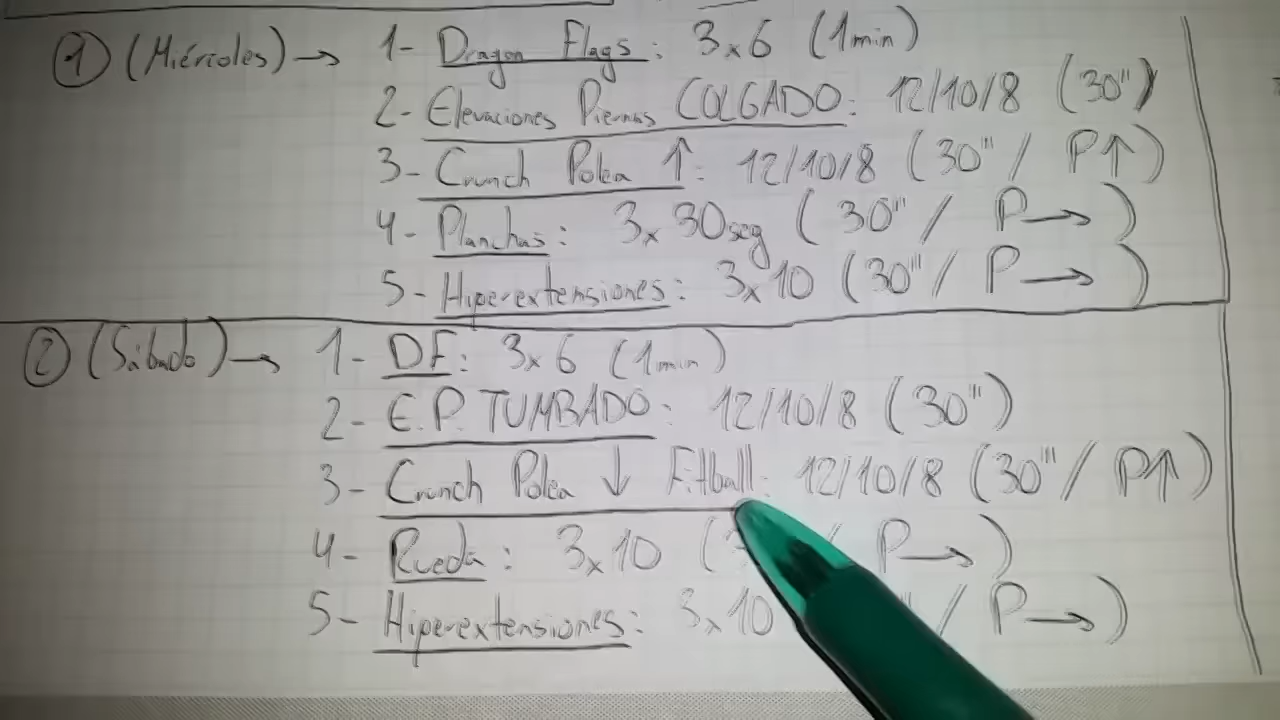 ① (Miércoles) → 1- Dragon Flags: 3x6 (1min)
2- Elevaciones Piernas COLGADO: 12/10/8 (30")
3- Crunch Polea ↑: 12/10/8 (30" / P↑)
4- Planchas: 3x30seg (30" / P→)
5- Hiperextensiones: 3x10 (30" / P→)
② (Sábado) → 1- DF: 3x6 (1min)
2- E.P. TUMBADO: 12/10/8 (30")
3- Crunch Polea ↓ Fitball: 12/10/8 (30" / P↑)
4- Rueda: 3x10 ( / P→)
5- Hiperextensiones: 3x10 " / P→)